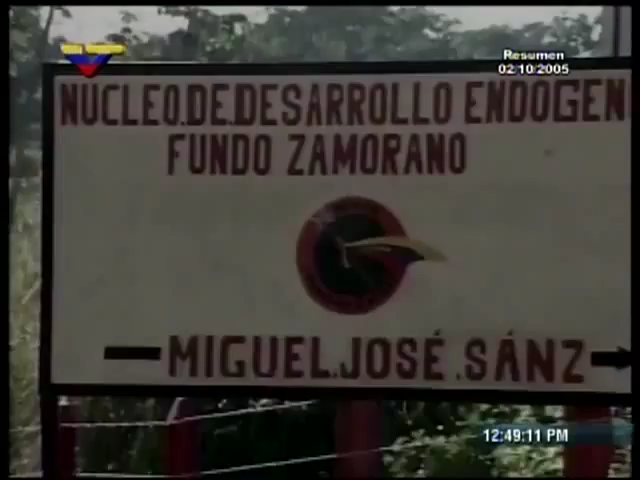 Resumen
02/10/2005
NUCLEO.DE.DESARROLLO ENDOGEN
FUNDO ZAMORANO
MIGUEL.JOSÉ.SÁNZ
12:49:11 PM